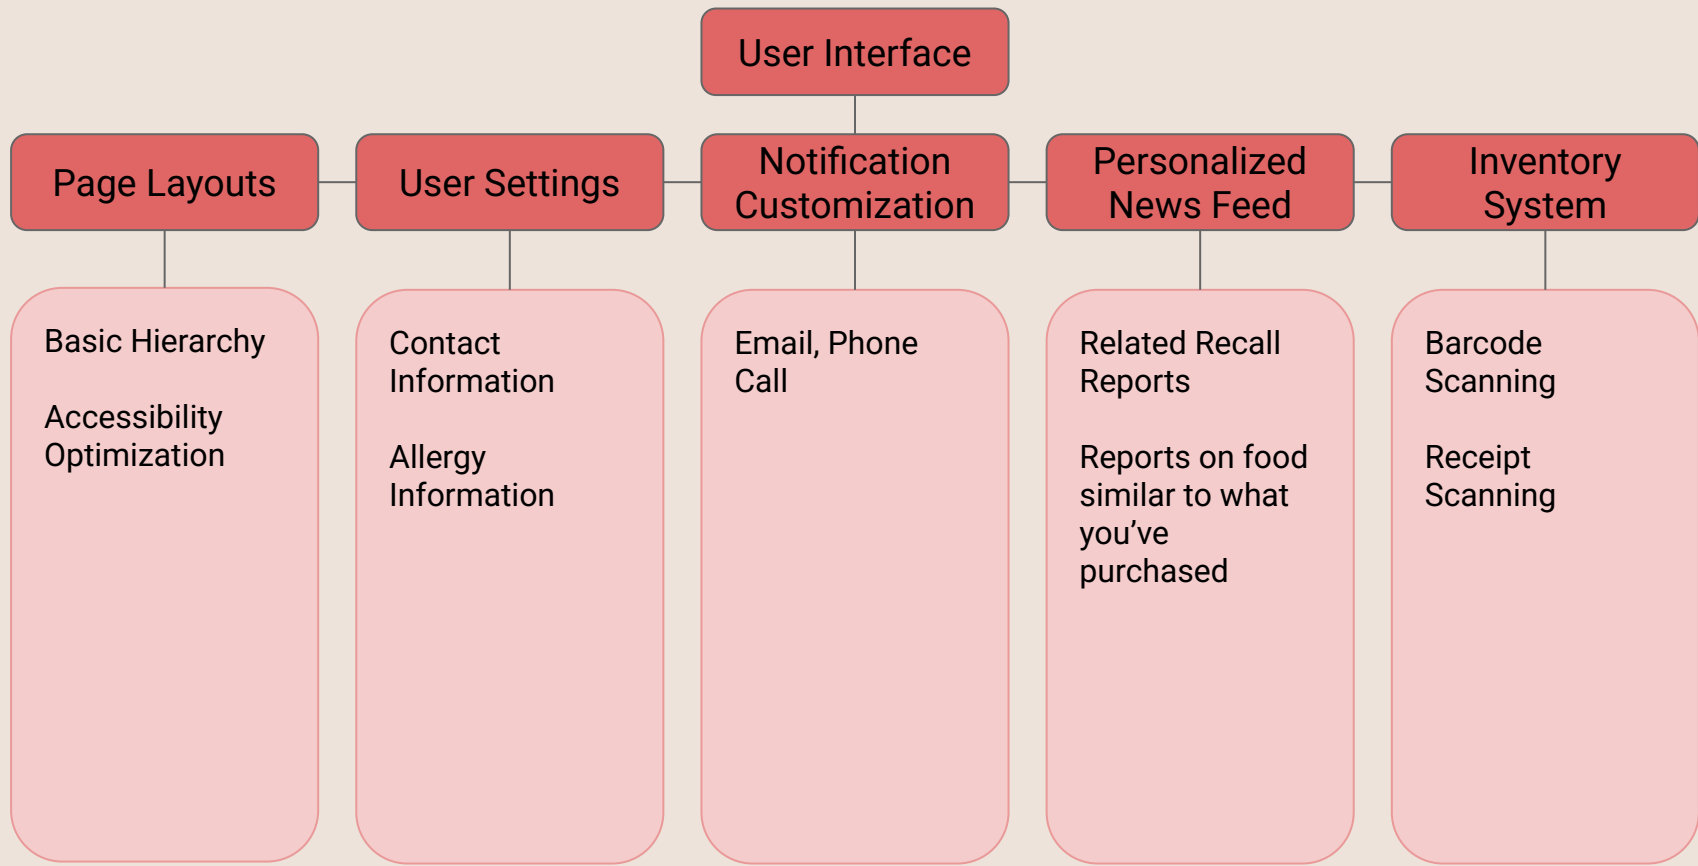 User Interface
Page Layouts
User Settings
Notification
Customization
Personalized
News Feed
Inventory
System
Basic Hierarchy
Accessibility
Optimization
Contact
Information
Allergy
Information
Email, Phone
Call
Related Recall
Reports
Reports on food
similar to what
you’ve
purchased
Barcode
Scanning
Receipt
Scanning